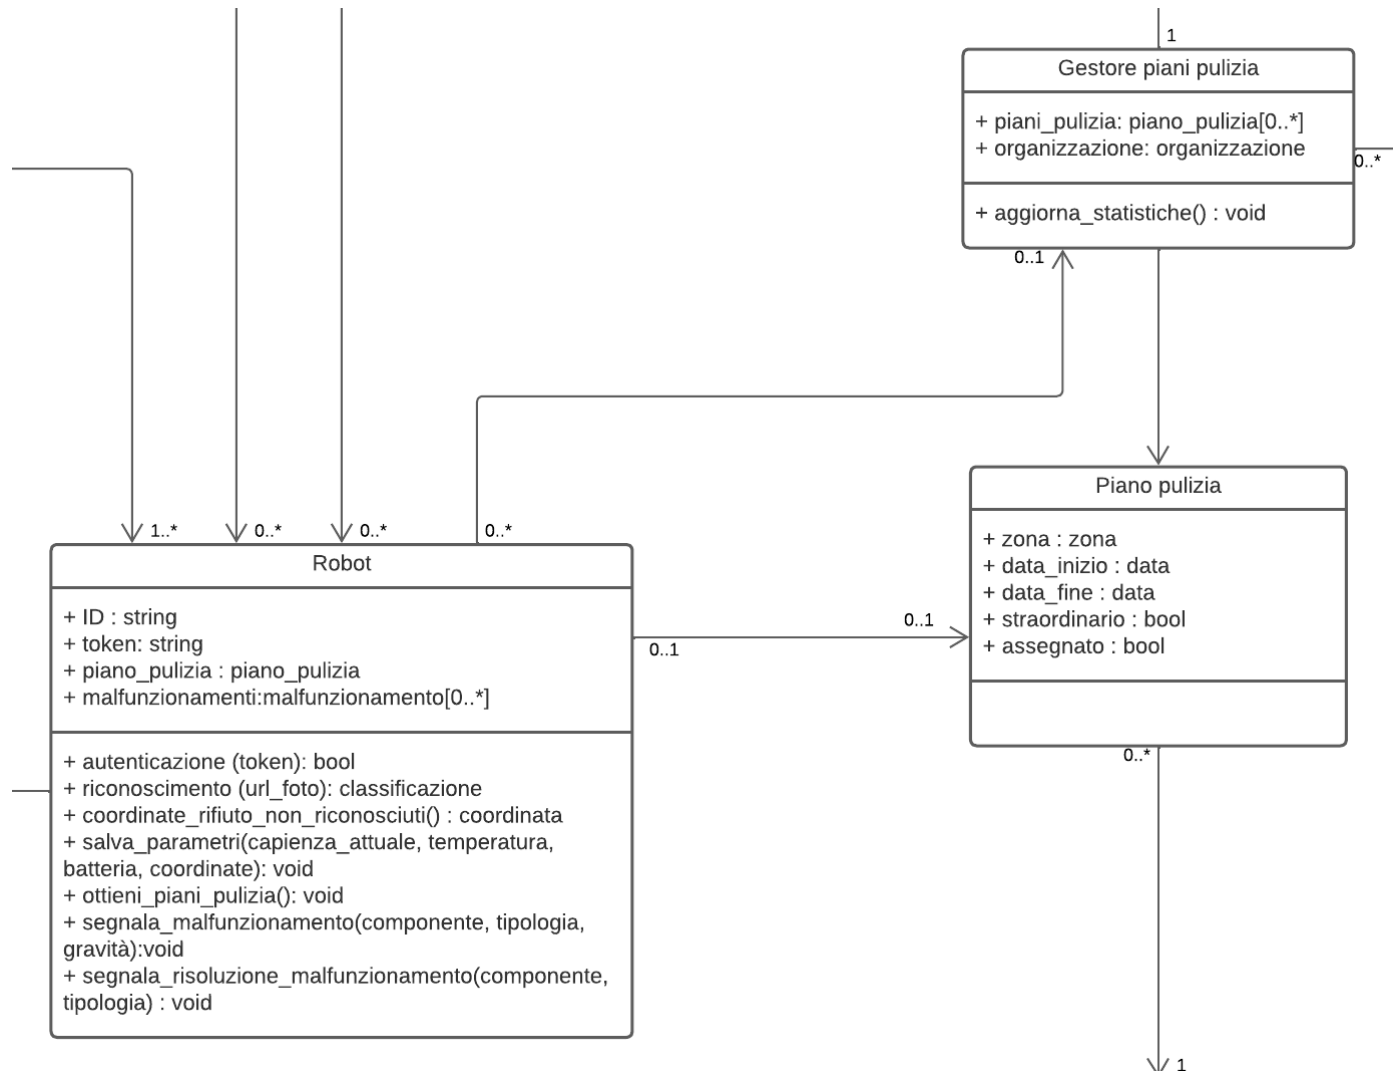 1
Gestore piani pulizia
+ piani_pulizia: piano_pulizia[0..*]
+ organizzazione: organizzazione
0..*
+ aggiorna_statistiche() : void
0..1
Piano pulizia
+ zona : zona
+ data_inizio : data
+ data_fine : data
+ straordinario : bool
+ assegnato : bool
0..*
1
1..*
0..*
0..*
0..*
Robot
+ ID : string
+ token: string
+ piano_pulizia : piano_pulizia
+ malfunzionamenti:malfunzionamento[0..*]
0..1
0..1
+ autenticazione (token): bool
+ riconoscimento (url_foto): classificazione
+ coordinate_rifiuto_non_riconosciuti() : coordinata
+ salva_parametri(capienza_attuale, temperatura,
batteria, coordinate): void
+ ottieni_piani_pulizia(): void
+ segnala_malfunzionamento(componente, tipologia,
gravità):void
+ segnala_risoluzione_malfunzionamento(componente,
tipologia) : void